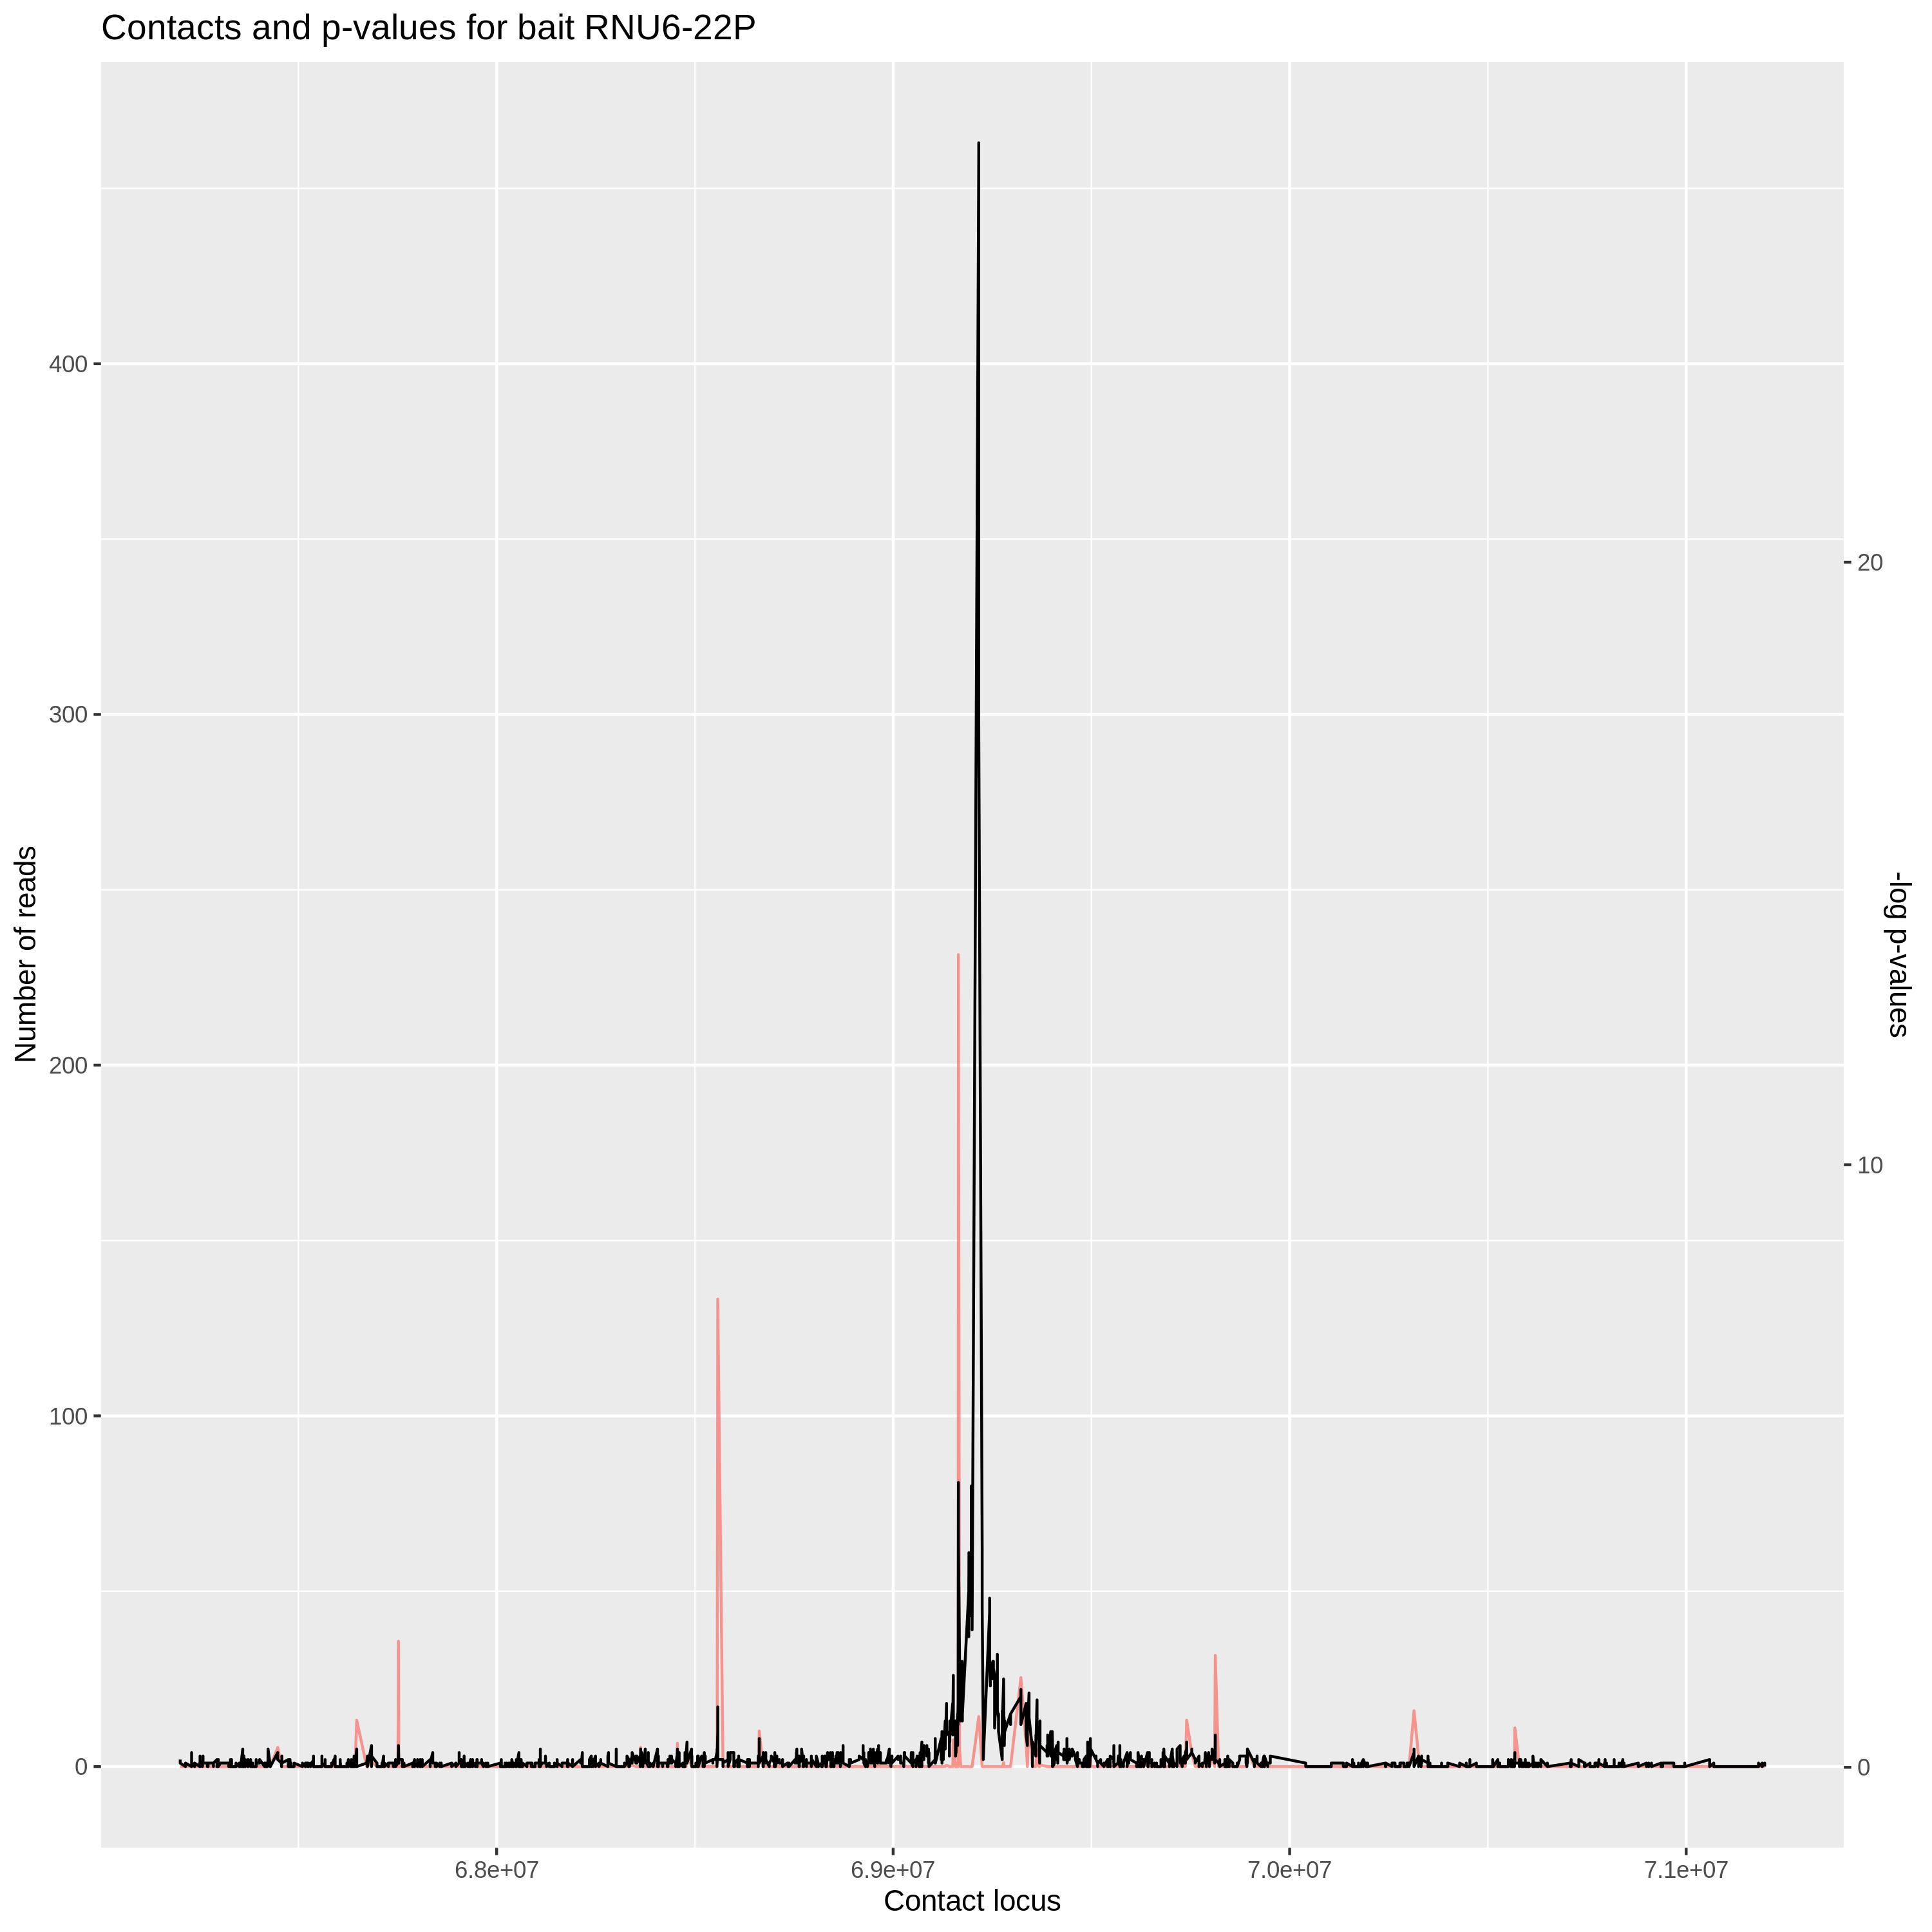 Contacts and p-values for bait RNU6-22P
400
300
200
100
0
Number of reads
20
10
0
-log p-values
6.8e+07
6.9e+07
7.0e+07
7.1e+07
Contact locus